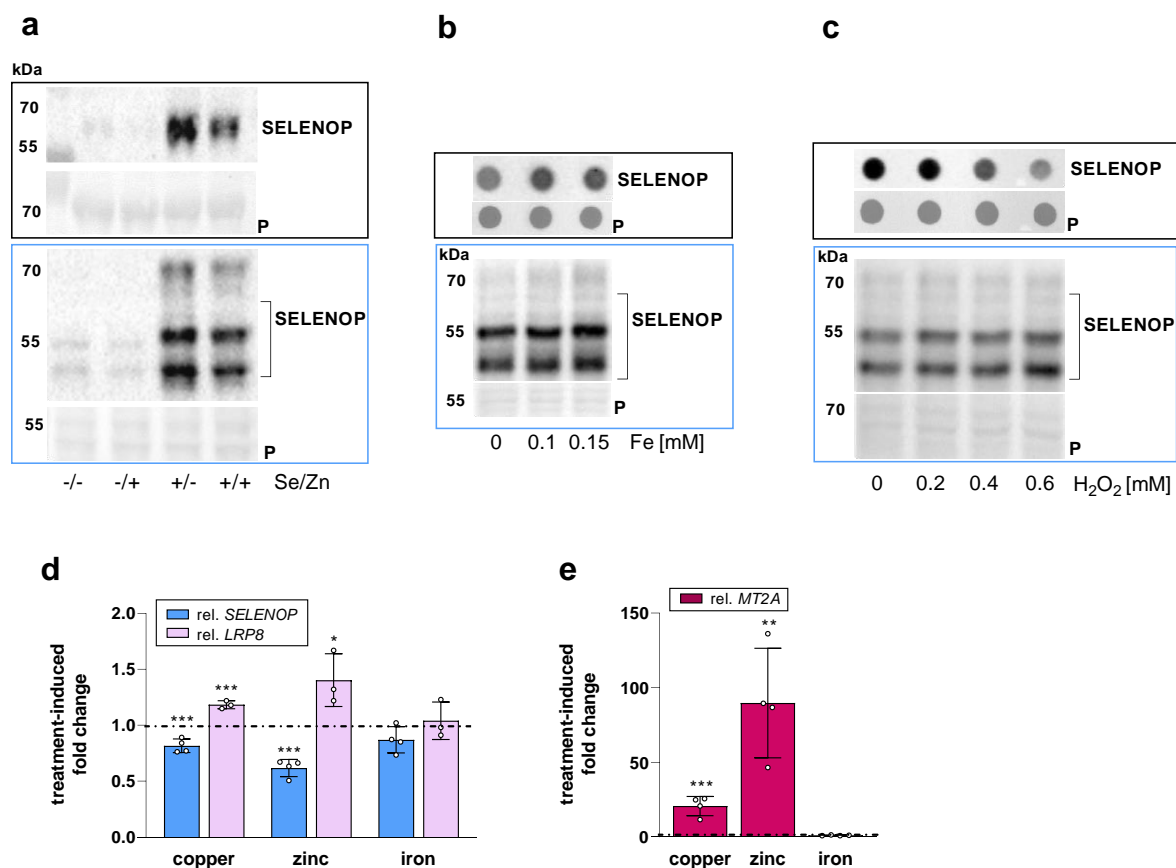 a
kDa
70
SELENOP
55
70
P
70
SELENOP
55
55
P
-/- -/+ +/- +/+ Se/Zn
b
SELENOP
P
kDa
70
SELENOP
55
55
P
0 0.1 0.15 Fe [mM]
c
SELENOP
P
kDa
70
SELENOP
55
70
P
0 0.2 0.4 0.6 H₂O₂ [mM]
d
rel. SELENOP
rel. LRP8
treatment-induced
fold change
2.0
1.5
1.0
0.5
0.0
*** *** *** *
copper zinc iron
e
rel. MT2A
treatment-induced
fold change
150
100
50
0
*** **
copper zinc iron